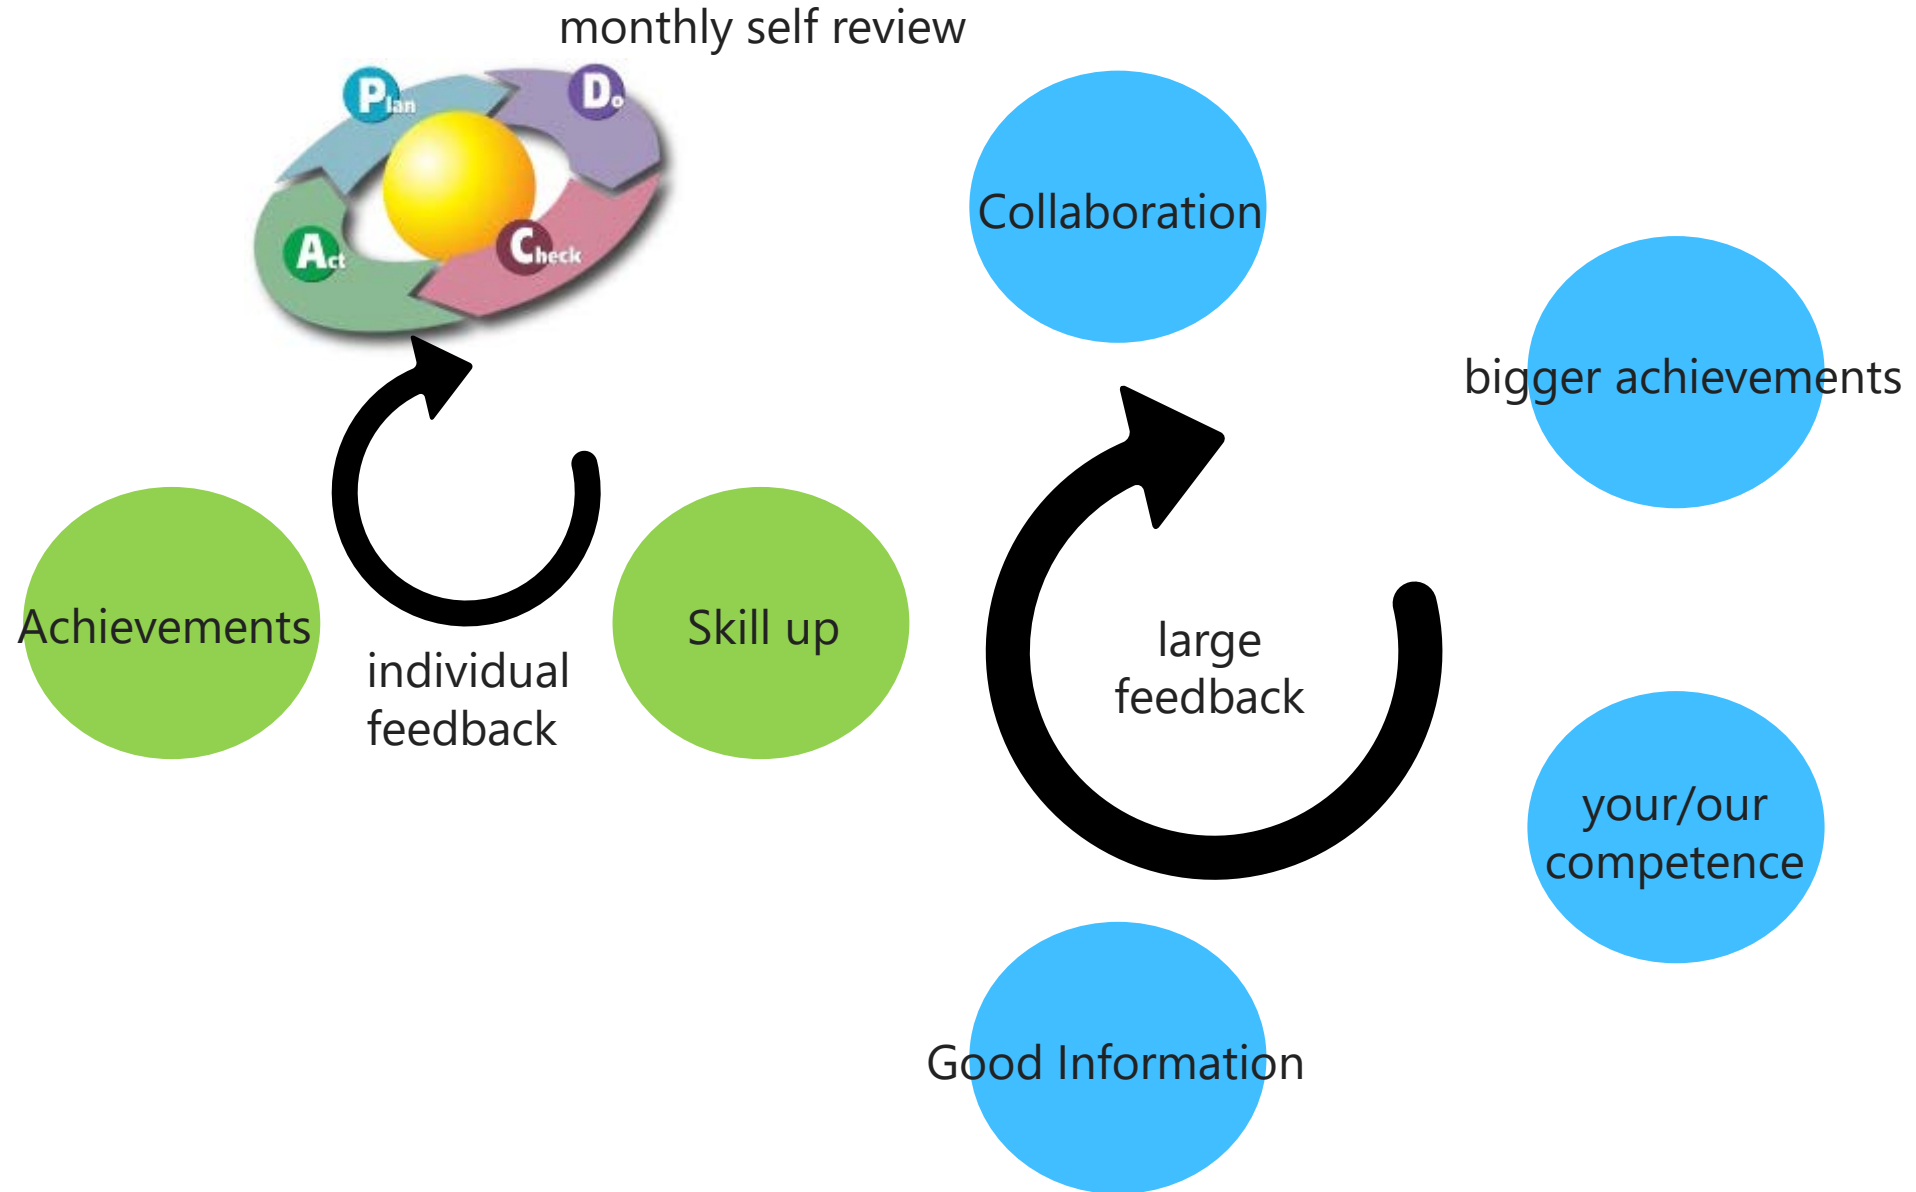 monthly self review
Plan
Do
Check
Act
Achievements
individual
feedback
Skill up
Collaboration
bigger achievements
large
feedback
your/our
competence
Good Information